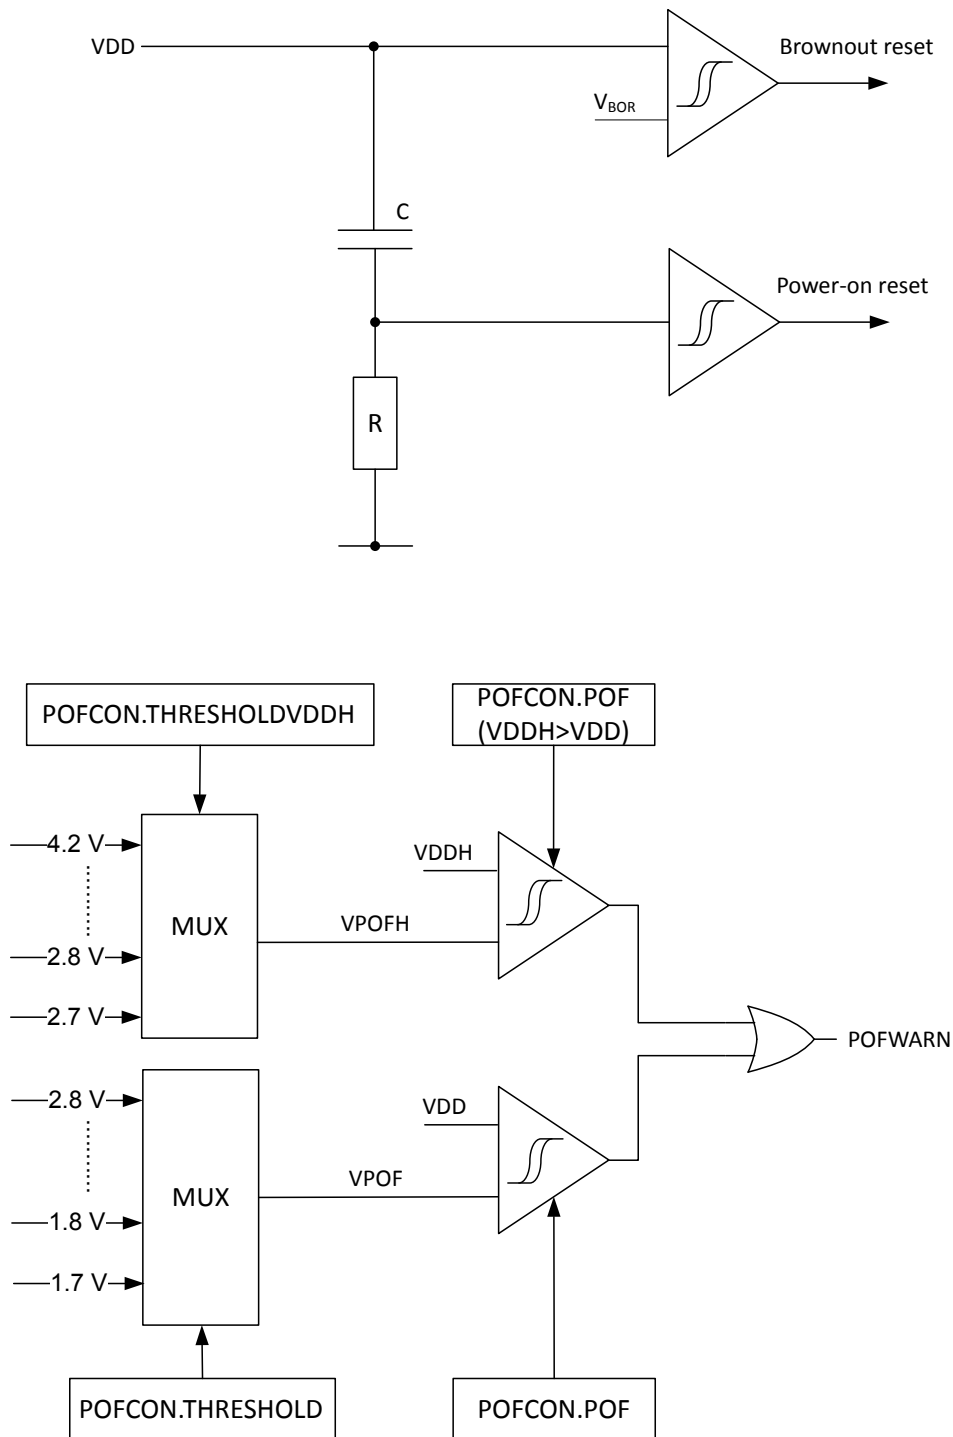 VDD
Brownout reset
VBOR
C
Power-on reset
R
POFCON.THRESHOLDVDDH
POFCON.POF
(VDDH>VDD)
4.2 V
VDDH
MUX
VPOFH
2.8 V
2.7 V
POFWARN
2.8 V
VDD
MUX
VPOF
1.8 V
1.7 V
POFCON.THRESHOLD
POFCON.POF